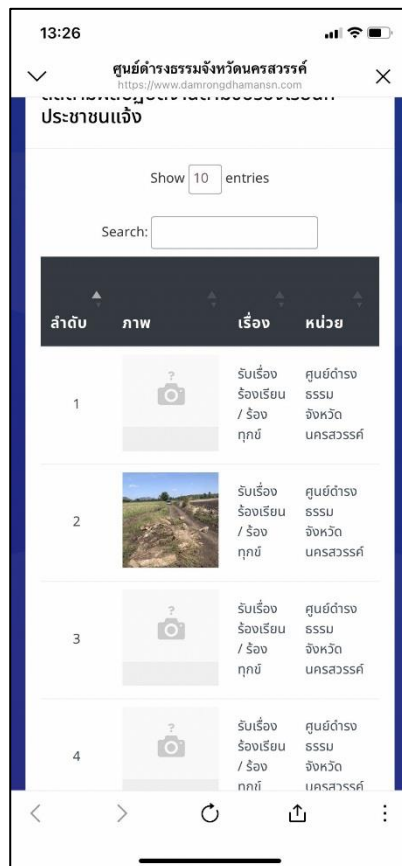 13:26
ศูนย์ดำรงธรรมจังหวัดนครสวรรค์
https://www.damrongdhamansn.com
ประชาชนแจ้ง
Show 10 entries
Search:
ลำดับ ภาพ เรื่อง หน่วย
1
รับเรื่อง
ร้องเรียน
/ ร้อง
ทุกข์
ศูนย์ดำรง
ธรรม
จังหวัด
นครสวรรค์
2
รับเรื่อง
ร้องเรียน
/ ร้อง
ทุกข์
ศูนย์ดำรง
ธรรม
จังหวัด
นครสวรรค์
3
รับเรื่อง
ร้องเรียน
/ ร้อง
ทุกข์
ศูนย์ดำรง
ธรรม
จังหวัด
นครสวรรค์
4
รับเรื่อง
ร้องเรียน
/ ร้อง
ทุกข์
ศูนย์ดำรง
ธรรม
จังหวัด
นครสวรรค์